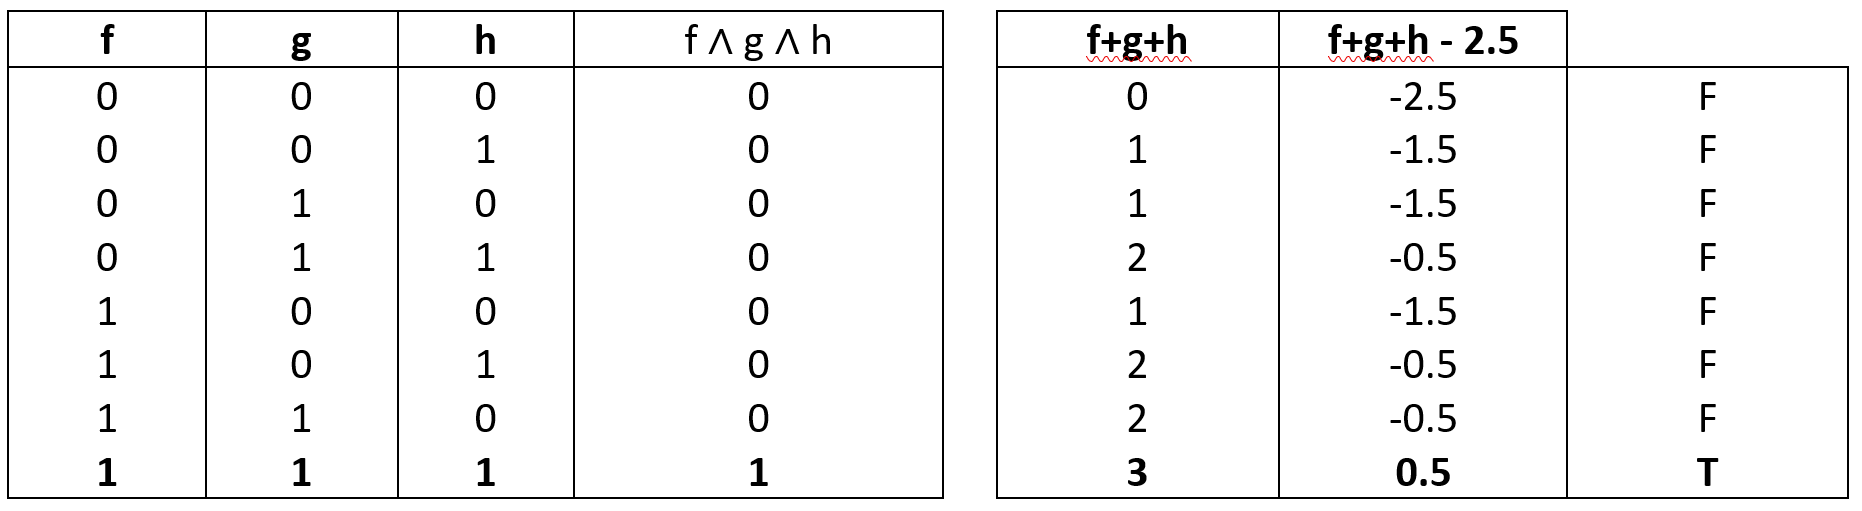 f g h f ∧ g ∧ h f+g+h f+g+h - 2.5
0 0 0 0 0 -2.5 F
0 0 1 0 1 -1.5 F
0 1 0 0 1 -1.5 F
0 1 1 0 2 -0.5 F
1 0 0 0 1 -1.5 F
1 0 1 0 2 -0.5 F
1 1 0 0 2 -0.5 F
1 1 1 1 3 0.5 T